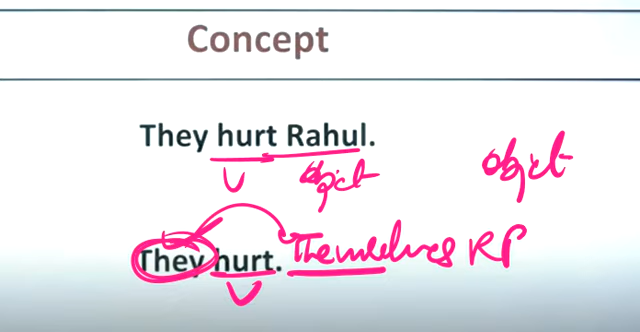 Concept
They hurt Rahul.
V object object
They hurt. Themselves RP
V